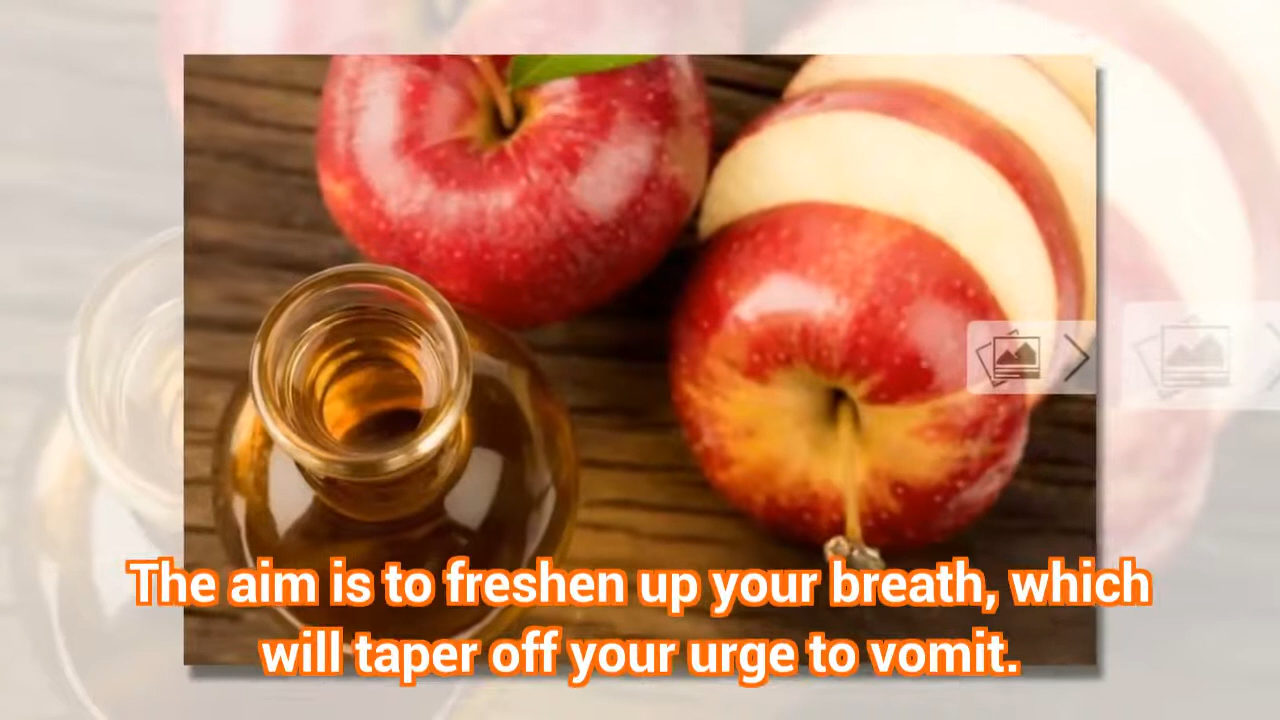 The aim is to freshen up your breath, which
will taper off your urge to vomit.